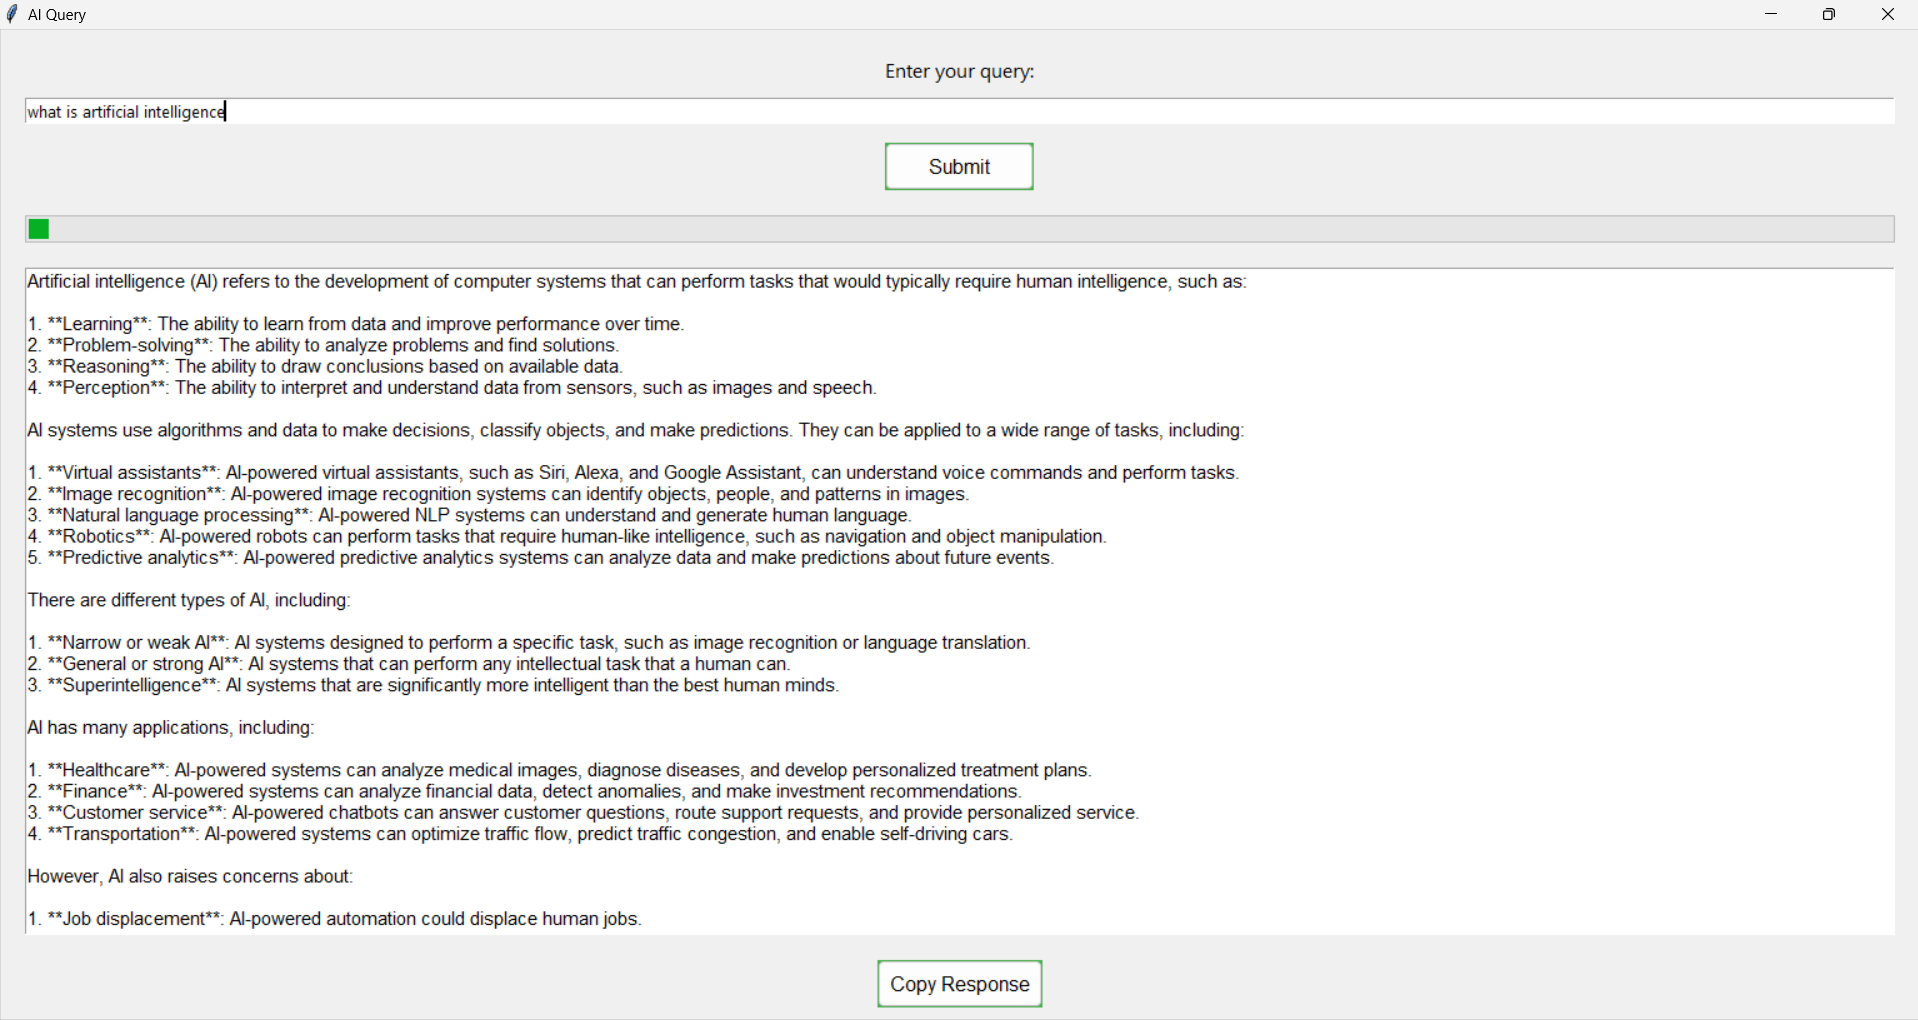 AI Query
Enter your query:
what is artificial intelligence
Submit
Artificial intelligence (AI) refers to the development of computer systems that can perform tasks that would typically require human intelligence, such as:
1. **Learning**: The ability to learn from data and improve performance over time.
2. **Problem-solving**: The ability to analyze problems and find solutions.
3. **Reasoning**: The ability to draw conclusions based on available data.
4. **Perception**: The ability to interpret and understand data from sensors, such as images and speech.
AI systems use algorithms and data to make decisions, classify objects, and make predictions. They can be applied to a wide range of tasks, including:
1. **Virtual assistants**: AI-powered virtual assistants, such as Siri, Alexa, and Google Assistant, can understand voice commands and perform tasks.
2. **Image recognition**: AI-powered image recognition systems can identify objects, people, and patterns in images.
3. **Natural language processing**: AI-powered NLP systems can understand and generate human language.
4. **Robotics**: AI-powered robots can perform tasks that require human-like intelligence, such as navigation and object manipulation.
5. **Predictive analytics**: AI-powered predictive analytics systems can analyze data and make predictions about future events.
There are different types of AI, including:
1. **Narrow or weak AI**: AI systems designed to perform a specific task, such as image recognition or language translation.
2. **General or strong AI**: AI systems that can perform any intellectual task that a human can.
3. **Superintelligence**: AI systems that are significantly more intelligent than the best human minds.
AI has many applications, including:
1. **Healthcare**: AI-powered systems can analyze medical images, diagnose diseases, and develop personalized treatment plans.
2. **Finance**: AI-powered systems can analyze financial data, detect anomalies, and make investment recommendations.
3. **Customer service**: AI-powered chatbots can answer customer questions, route support requests, and provide personalized service.
4. **Transportation**: AI-powered systems can optimize traffic flow, predict traffic congestion, and enable self-driving cars.
However, AI also raises concerns about:
1. **Job displacement**: AI-powered automation could displace human jobs.
Copy Response